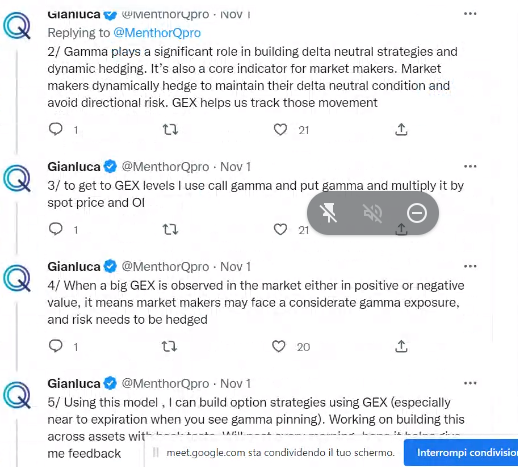 Gianluca @MenthorQpro · Nov 1
Replying to @MenthorQpro
2/ Gamma plays a significant role in building delta neutral strategies and
dynamic hedging. It's also a core indicator for market makers. Market
makers dynamically hedge to maintain their delta neutral condition and
avoid directional risk. GEX helps us track those movement
1 21
Gianluca @MenthorQpro · Nov 1
3/ to get to GEX levels I use call gamma and put gamma and multiply it by
spot price and OI
1 21
Gianluca @MenthorQpro · Nov 1
4/ When a big GEX is observed in the market either in positive or negative
value, it means market makers may face a considerate gamma exposure,
and risk needs to be hedged
1 20
Gianluca @MenthorQpro · Nov 1
5/ Using this model , I can build option strategies using GEX (especially
near to expiration when you see gamma pinning). Working on building this
across assets with
me feedback
meet.google.com sta condividendo il tuo schermo.
Interrompi condivisio